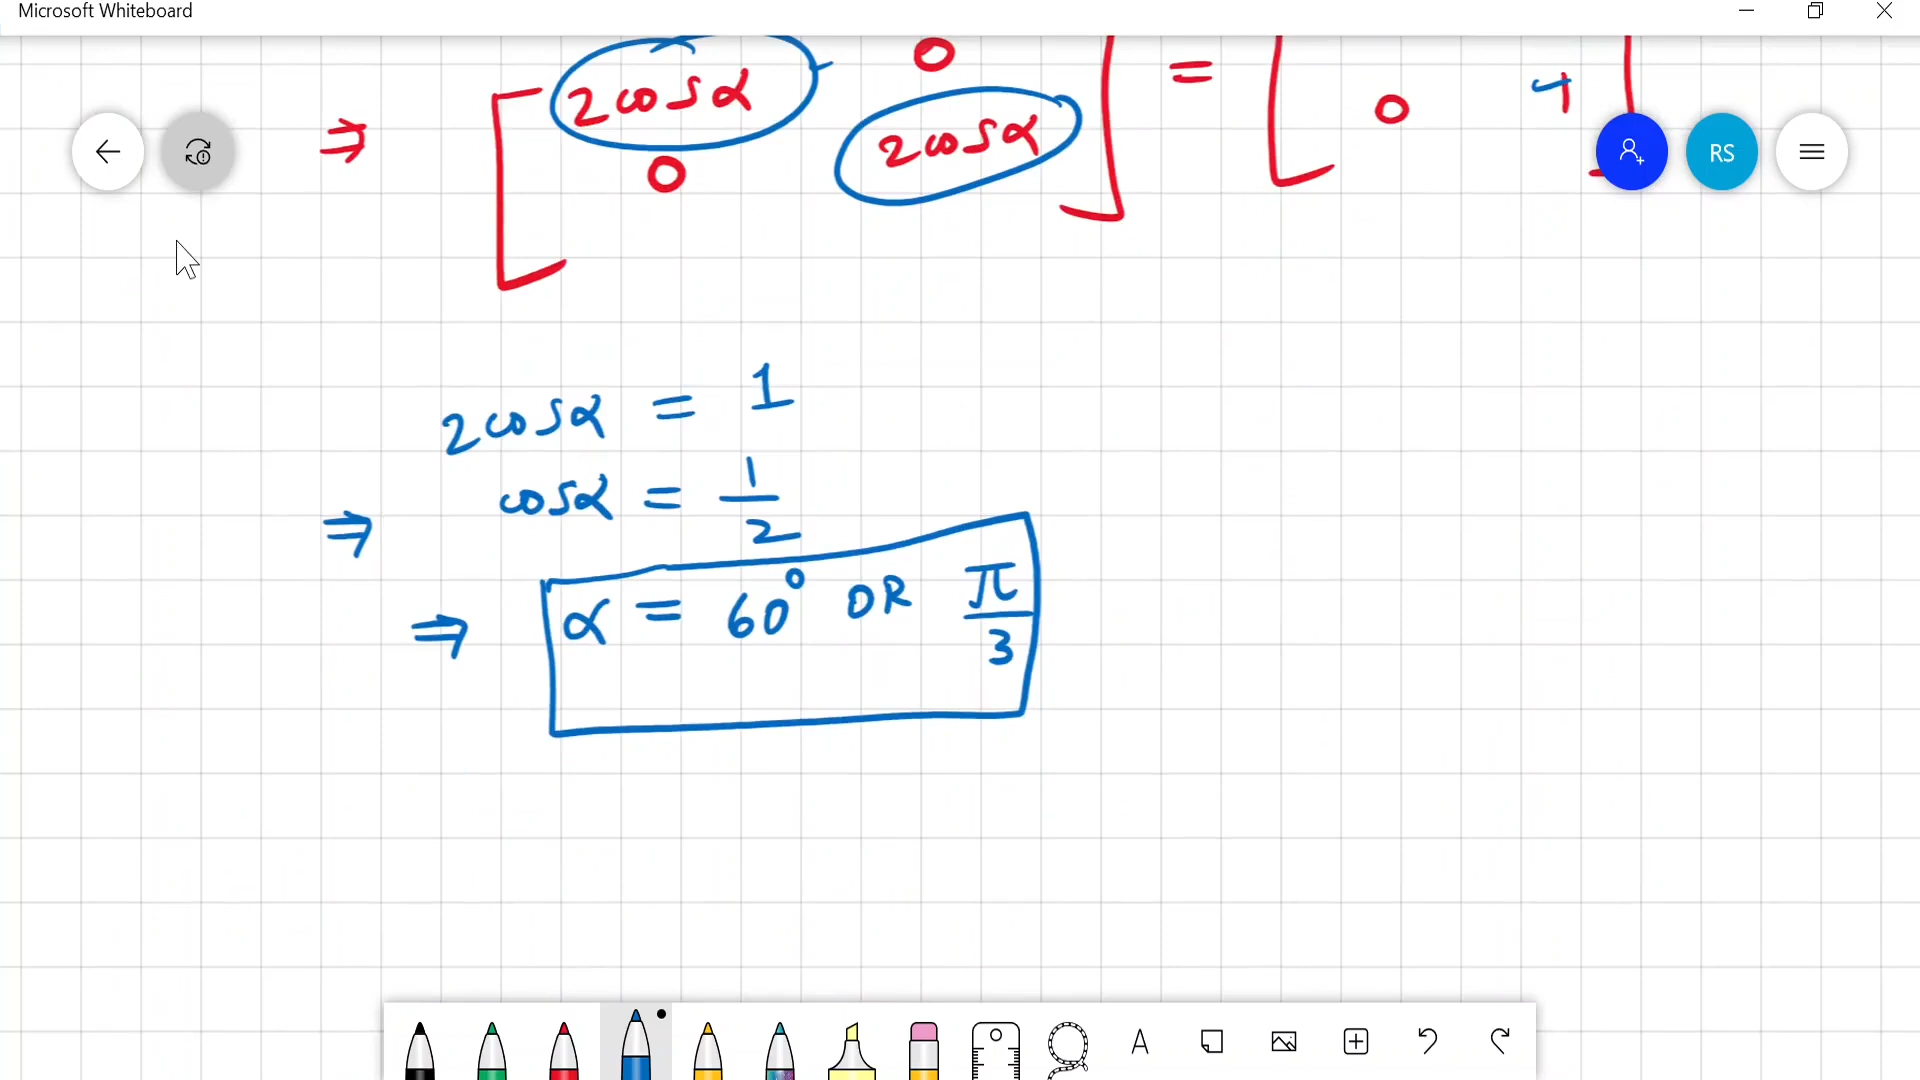 Microsoft Whiteboard
⇒ [ 2cosα 0 ] = [
0 2cosα 0 1 ]
RS
2cosα = 1
⇒ cosα = 1/2
⇒ α = 60° OR π/3
A